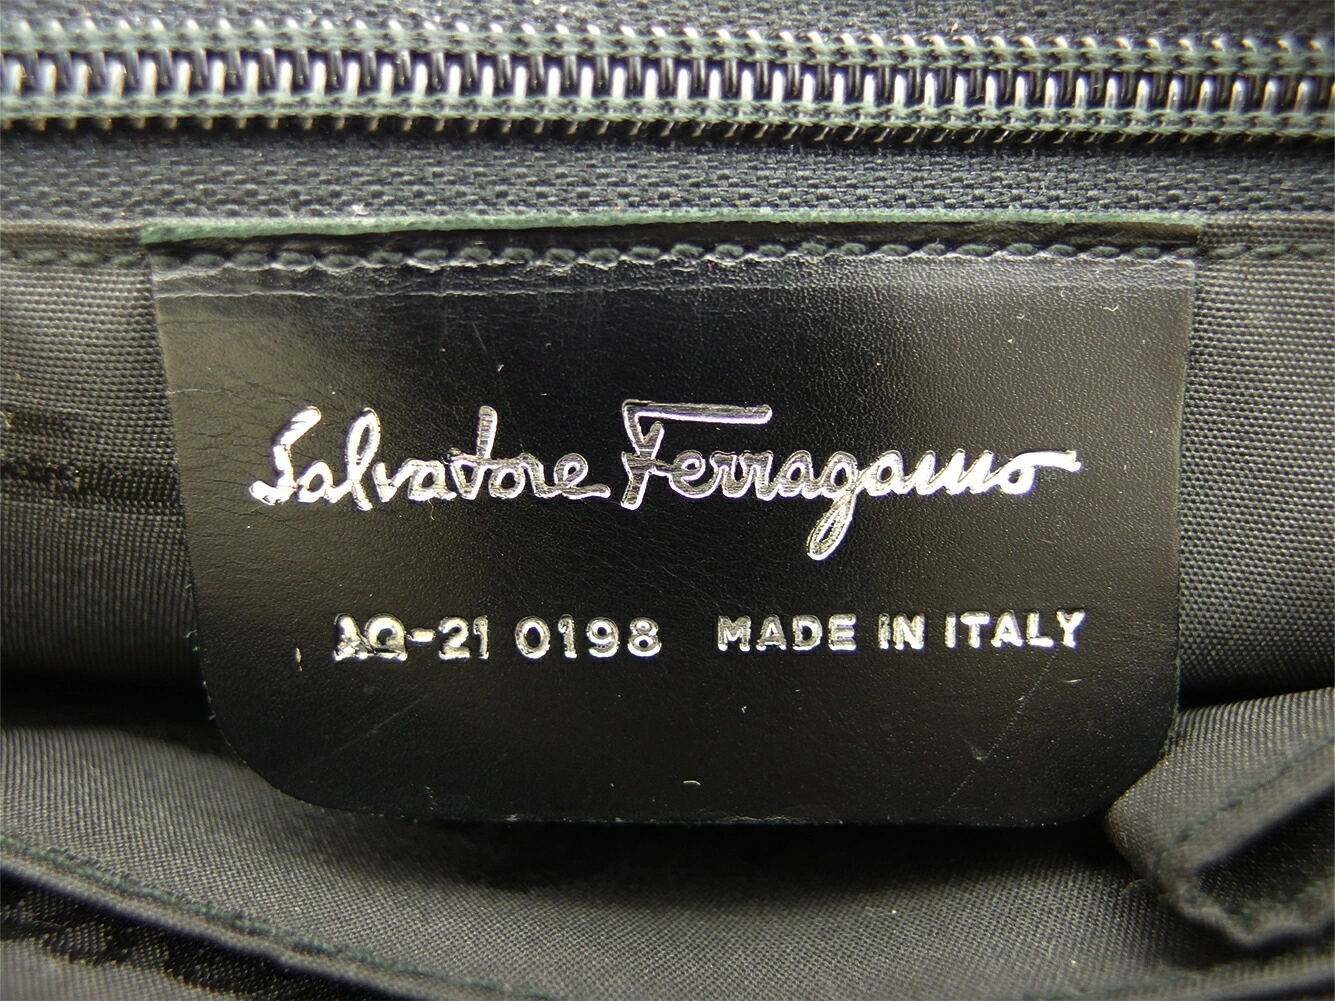 Salvatore Ferragamo
AQ-21 0198 MADE IN ITALY